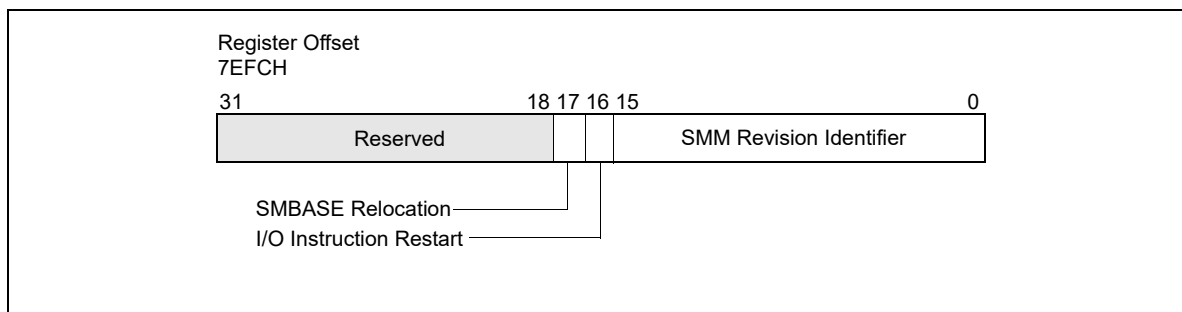 Register Offset
7EFCH
31 18 17 16 15 0
Reserved SMM Revision Identifier
SMBASE Relocation
I/O Instruction Restart